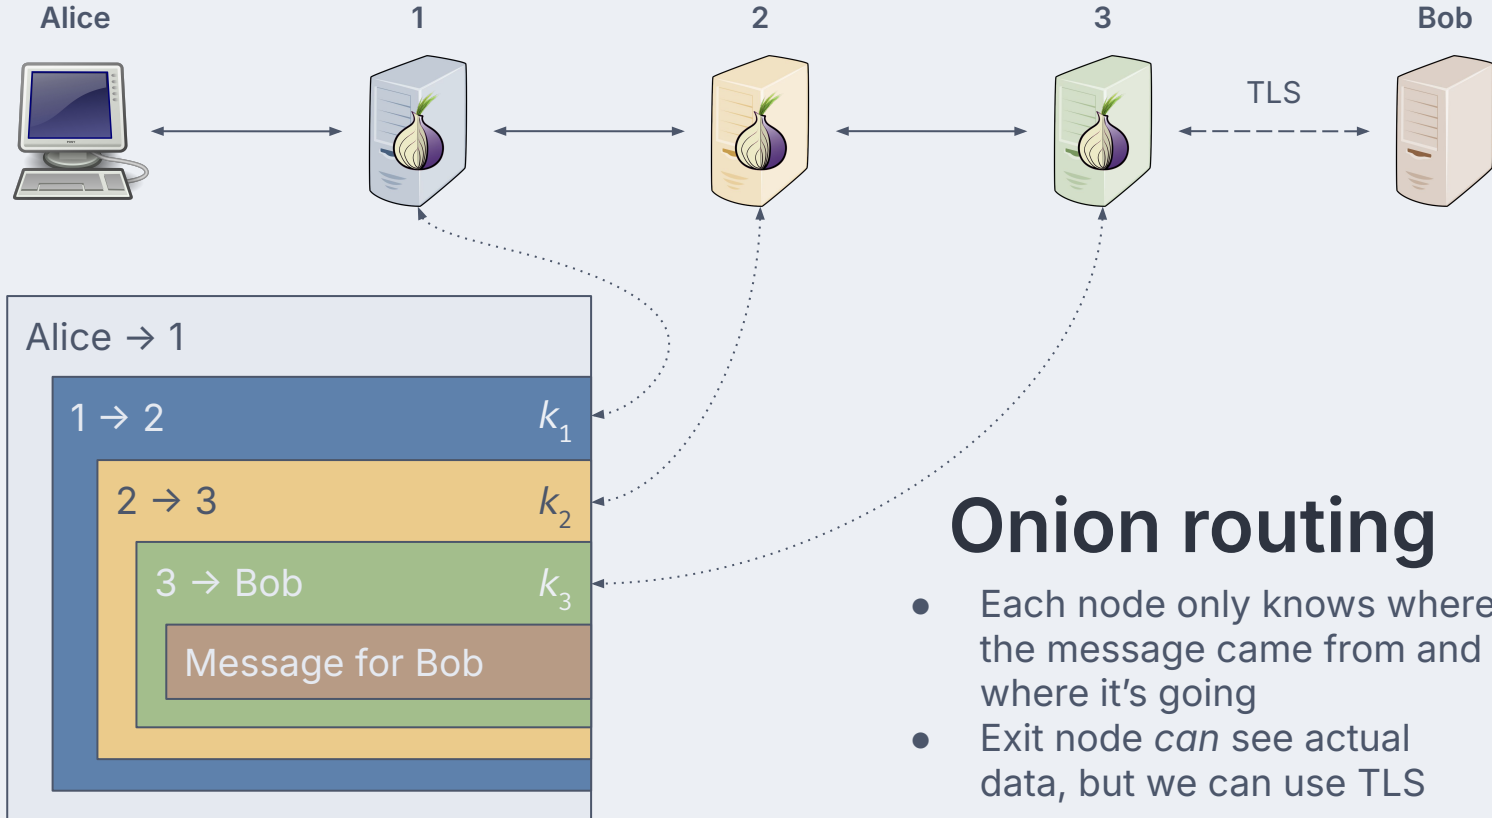 Alice 1 2 3 Bob
TLS
Alice → 1
1 → 2 k₁
2 → 3 k₂
3 → Bob k₃
Message for Bob
Onion routing
● Each node only knows where
the message came from and
where it’s going
● Exit node can see actual
data, but we can use TLS